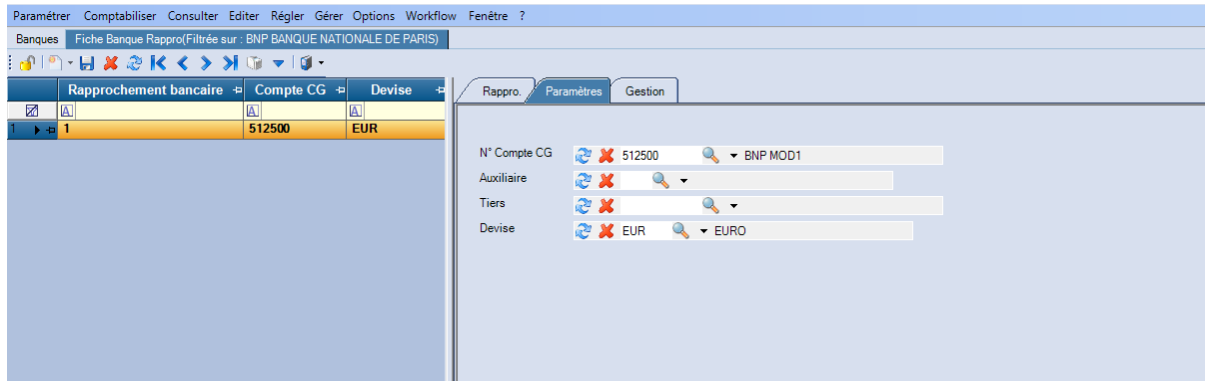 Paramétrer Comptabiliser Consulter Editer Régler Gérer Options Workflow Fenêtre ?
Banques Fiche Banque Rappro(Filtrée sur : BNP BANQUE NATIONALE DE PARIS)
Rapprochement bancaire Compte CG Devise
A A A
1 1 512500 EUR
Rappro. Paramètres Gestion
N° Compte CG 512500 BNP MOD1
Auxiliaire
Tiers
Devise EUR EURO